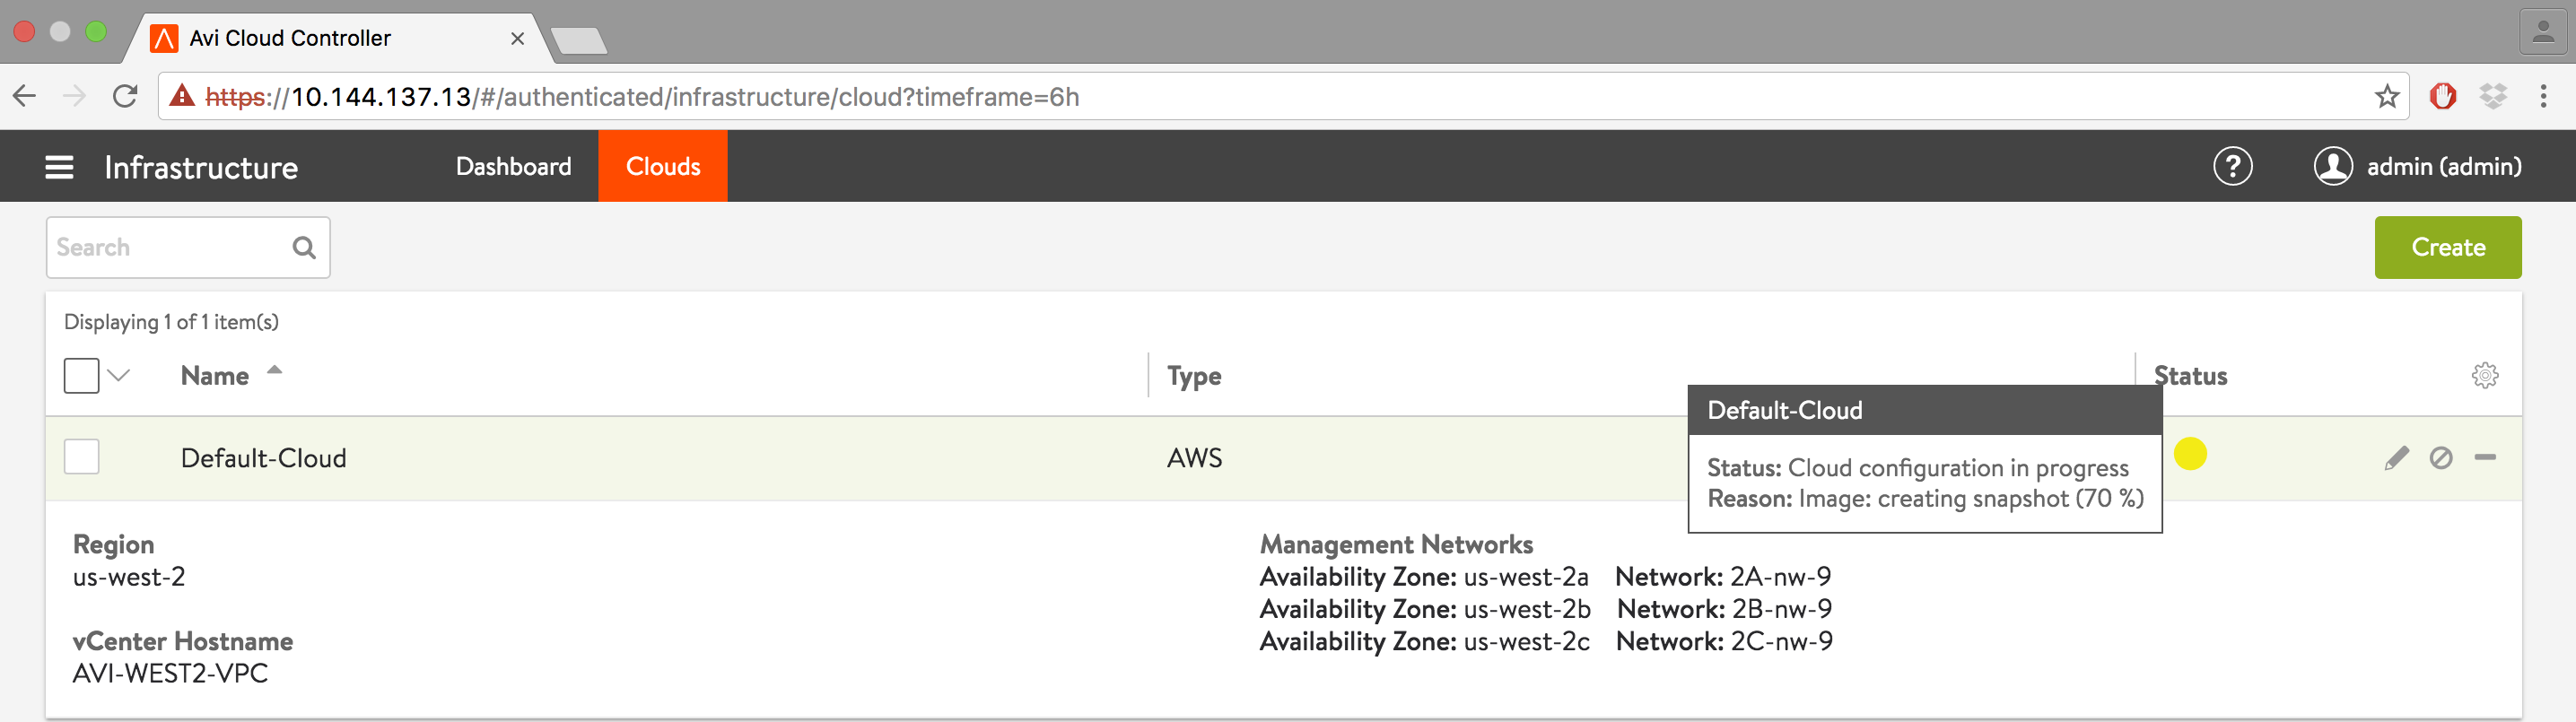 Avi Cloud Controller
https://10.144.137.13/#/authenticated/infrastructure/cloud?timeframe=6h
Infrastructure Dashboard Clouds ? admin (admin)
Search Create
Displaying 1 of 1 item(s)
Name Type Status
Default-Cloud
Default-Cloud AWS
Status: Cloud configuration in progress
Reason: Image: creating snapshot (70 %)
Region Management Networks
us-west-2 Availability Zone: us-west-2a Network: 2A-nw-9
Availability Zone: us-west-2b Network: 2B-nw-9
vCenter Hostname Availability Zone: us-west-2c Network: 2C-nw-9
AVI-WEST2-VPC